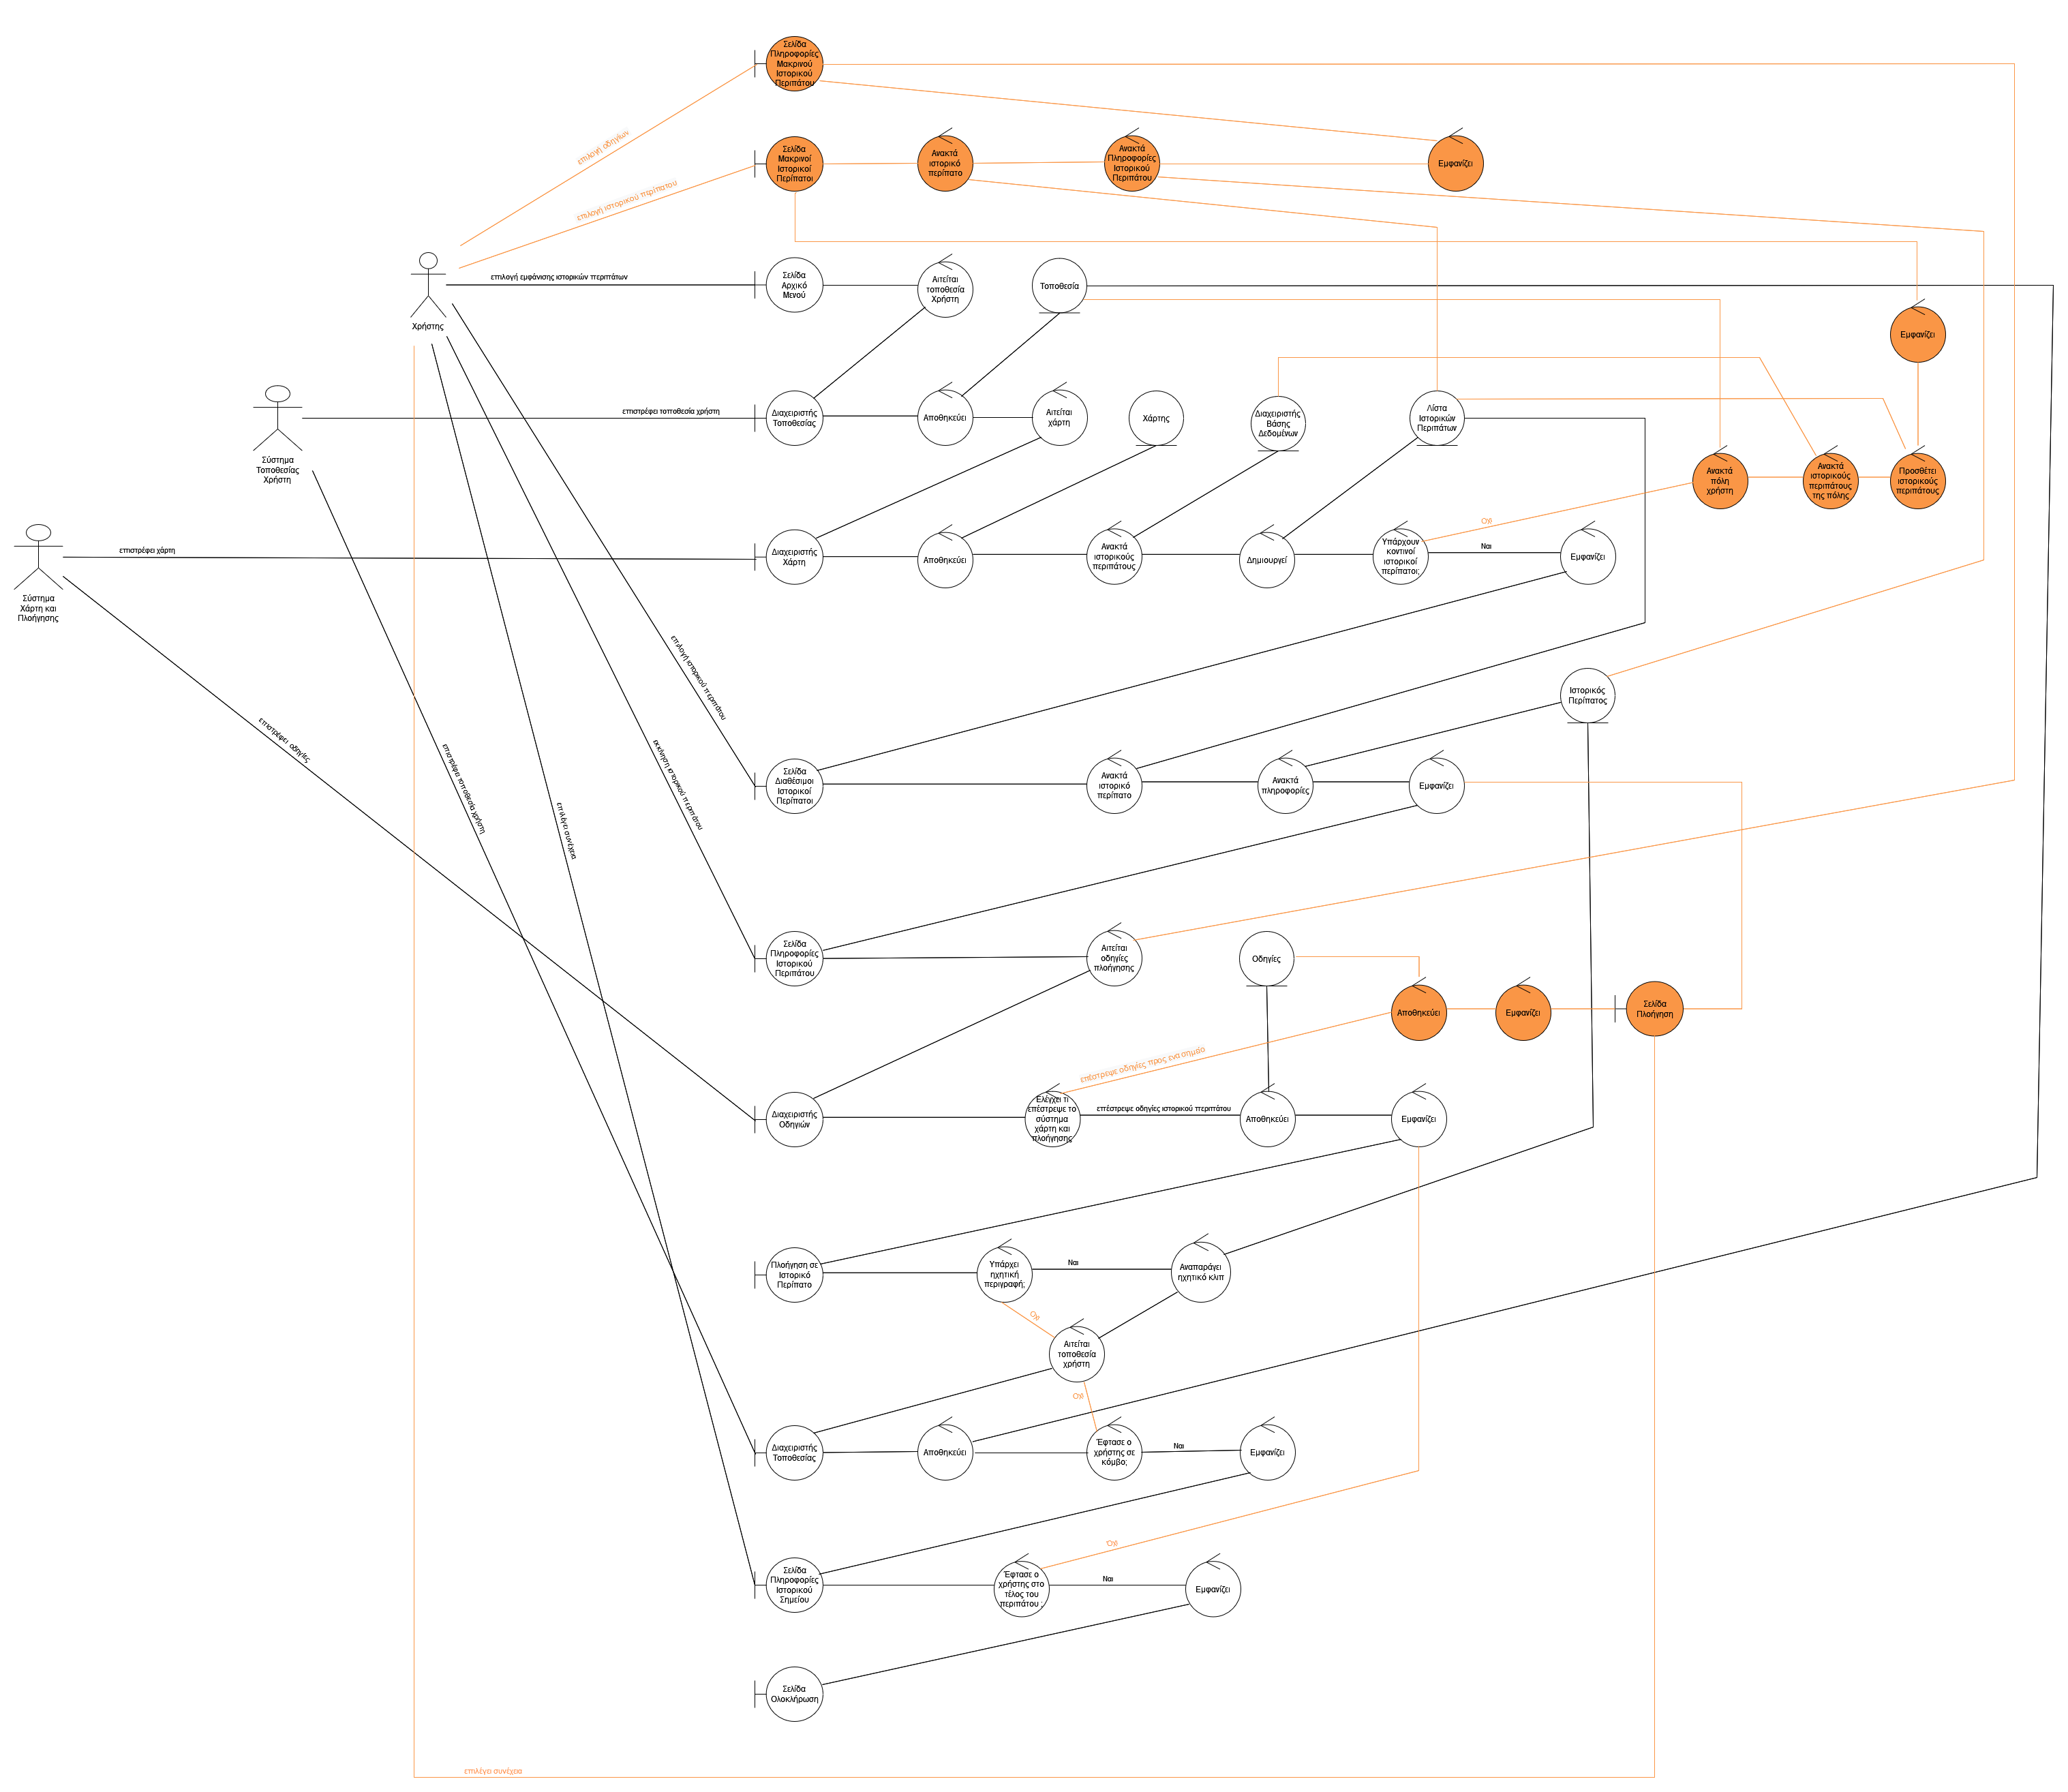 Σελίδα
Πληροφορίες
Μακρινού
Ιστορικού
Περιπάτου
επιλογή οδηγίων
Σελίδα
Μακρινοί
Ιστορικοί
Περίπατοι
Ανακτά
ιστορικό
περίπατο
Ανακτά
Πληροφορίες
Ιστορικού
Περιπάτου
Εμφανίζει
επιλογή ιστορικού περίπατου
επιλογή εμφάνισης ιστορικών περιπάτων
Σελίδα
Αρχικό
Μενού
Αιτείται
τοποθεσία
Χρήστη
Τοποθεσία
Χρήστης
Εμφανίζει
επιστρέφει τοποθεσία χρήστη
Διαχειριστής
Τοποθεσίας
Αποθηκεύει
Αιτείται
χάρτη
Χάρτης
Διαχειριστής
Βάσης
Δεδομένων
Λίστα
Ιστορικών
Περιπάτων
Σύστημα
Τοποθεσίας
Χρήστη
Ανακτά
πόλη
χρήστη
Ανακτά
ιστορικούς
περιπάτους
της πόλης
Προσθέτει
ιστορικούς
περιπάτους
Όχι
επιστρέφει χάρτη
Διαχειριστής
Χάρτη
Αποθηκεύει
Ανακτά
ιστορικούς
περιπάτους
Δημιουργεί
Υπάρχουν
κοντινοί
ιστορικοί
περίπατοι;
Ναι
Εμφανίζει
Σύστημα
Χάρτη και
Πλοήγησης
επιλογή ιστορικού περιπάτου
Ιστορικός
Περίπατος
επιστρέφει οδηγίες
επιστρέφει τοποθεσία χρήστη
εκκίνηση ιστορικού περιπάτου
επιλέγει συνέχεια
Σελίδα
Διαθέσιμοι
Ιστορικοί
Περίπατοι
Ανακτά
ιστορικό
περίπατο
Ανακτά
πληροφορίες
Εμφανίζει
Σελίδα
Πληροφορίες
Ιστορικού
Περιπάτου
Αιτείται
οδηγίες
πλοήγησης
Οδηγίες
Αποθηκεύει
Εμφανίζει
Σελίδα
Πλοήγηση
επέστρεψε οδηγίες προς ενα σημείο
Διαχειριστής
Οδηγιών
Ελέγχει τι
επέστρεψε το
σύστημα
χάρτη και
πλοήγησης
επέστρεψε οδηγίες ιστορικού περιπάτου
Αποθηκεύει
Εμφανίζει
Πλοήγηση σε
Ιστορικό
Περίπατο
Υπάρχει
ηχητική
περιγραφή;
Ναι
Αναπαράγει
ηχητικό κλιπ
Όχι
Αιτείται
τοποθεσία
χρήστη
Όχι
Διαχειριστής
Τοποθεσίας
Αποθηκεύει
Έφτασε ο
χρήστης σε
κόμβο;
Ναι
Εμφανίζει
Όχι
Σελίδα
Πληροφορίες
Ιστορικού
Σημείου
Έφτασε ο
χρήστης στο
τέλος του
περιπάτου ;
Ναι
Εμφανίζει
Σελίδα
Ολοκλήρωση
επιλέγει συνέχεια